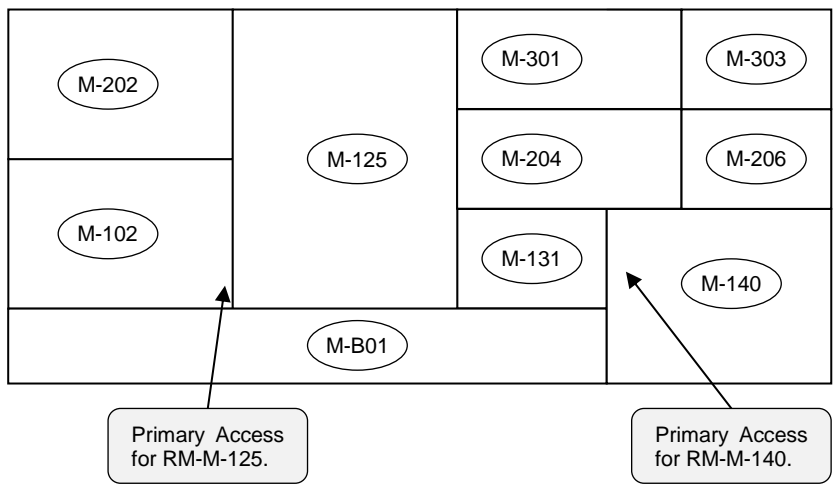 M-202
M-301
M-303
M-125
M-204
M-206
M-102
M-131
M-140
M-B01
Primary Access
for RM-M-125.
Primary Access
for RM-M-140.